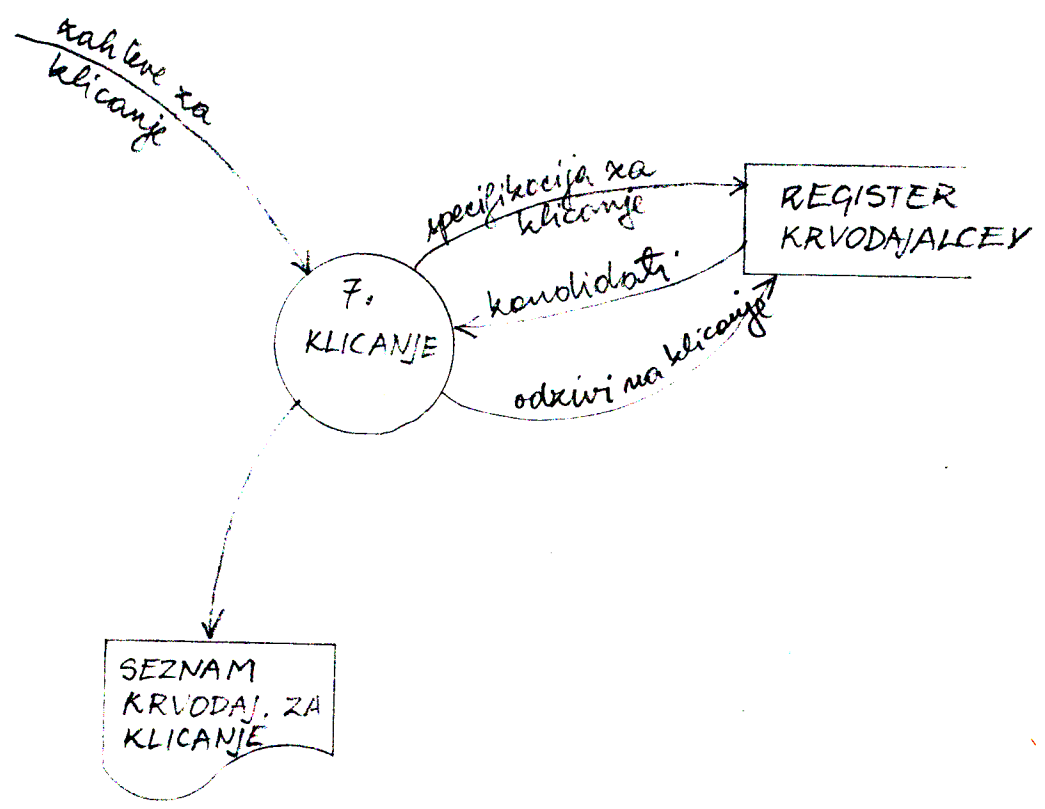 zahteve za
klicanje
specifikacija za
klicanje
REGISTER
KRVODAJALCEV
7.
KLICANJE
kandidati
odzivi na klicanje
SEZNAM
KRVODAJ. ZA
KLICANJE